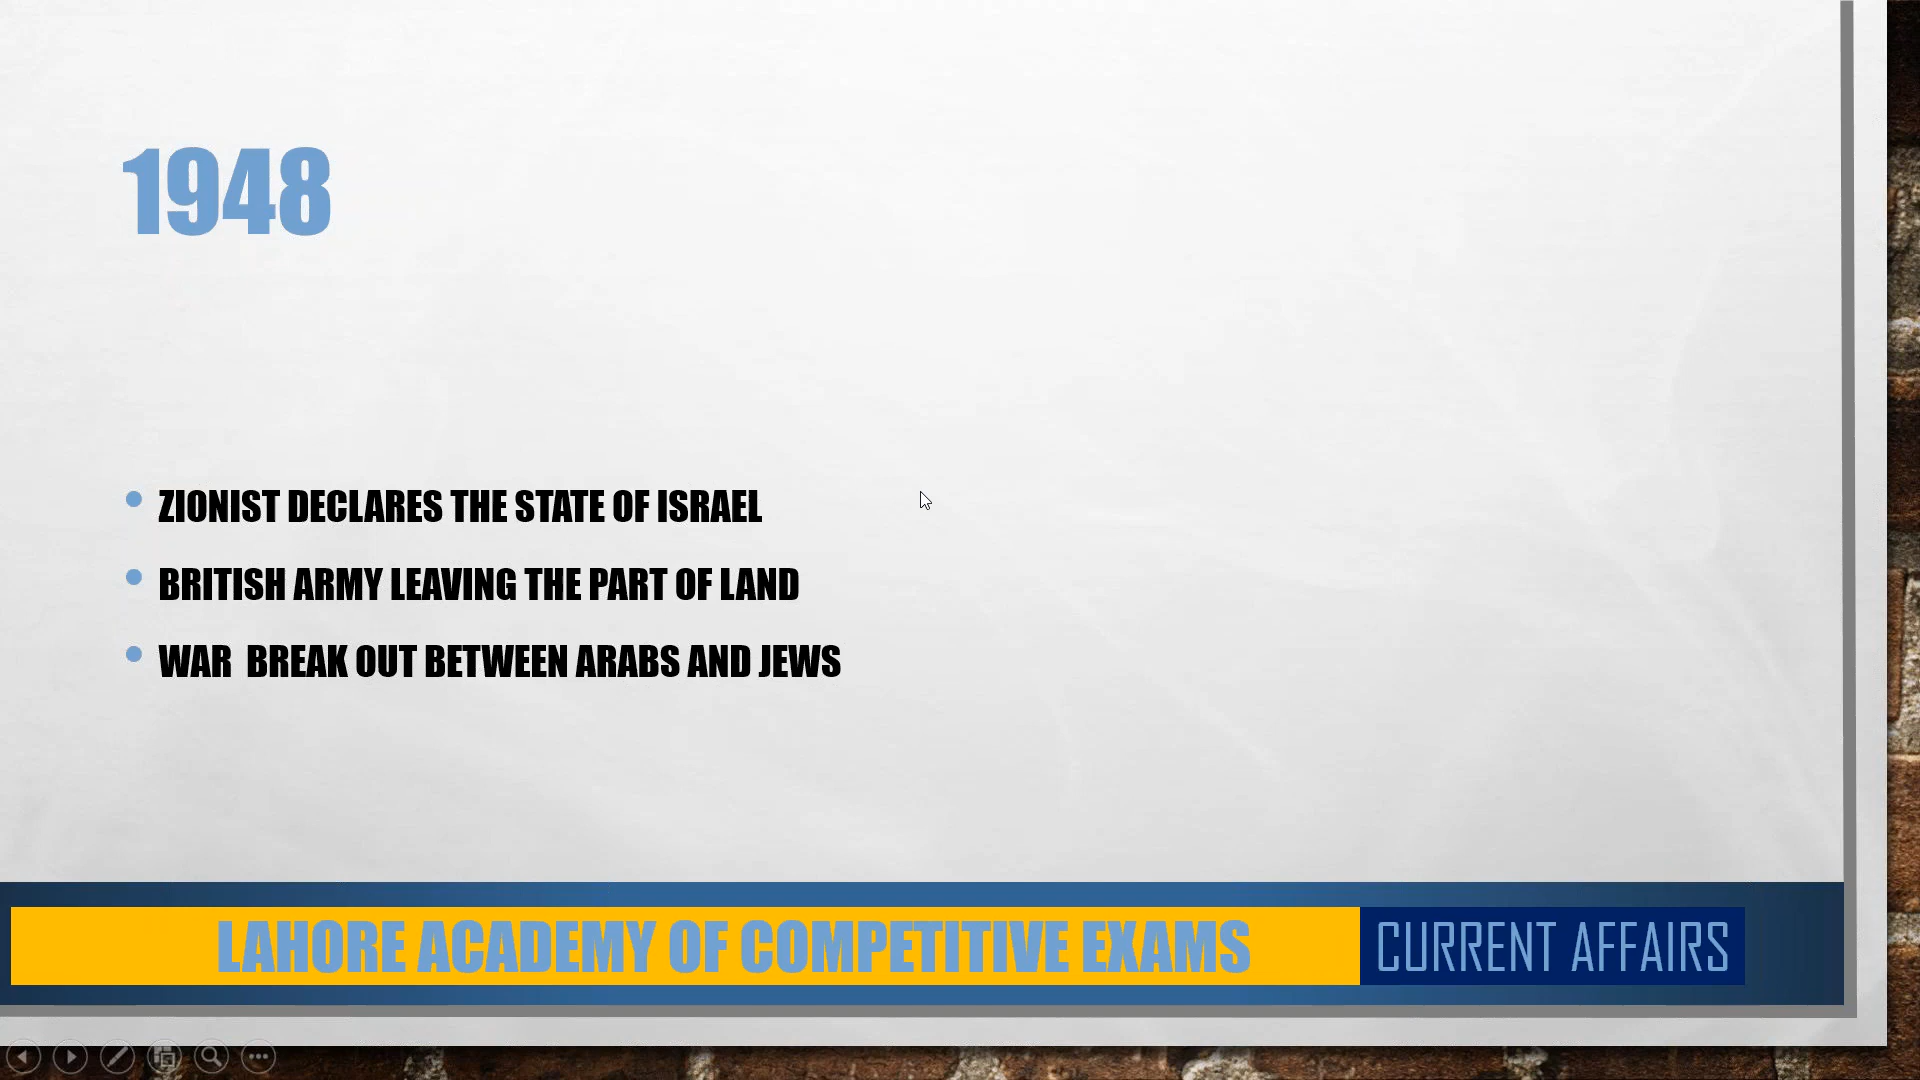 1948
ZIONIST DECLARES THE STATE OF ISRAEL
BRITISH ARMY LEAVING THE PART OF LAND
WAR  BREAK OUT BETWEEN ARABS AND JEWS
LAHORE ACADEMY OF COMPETITIVE EXAMS
CURRENT AFFAIRS